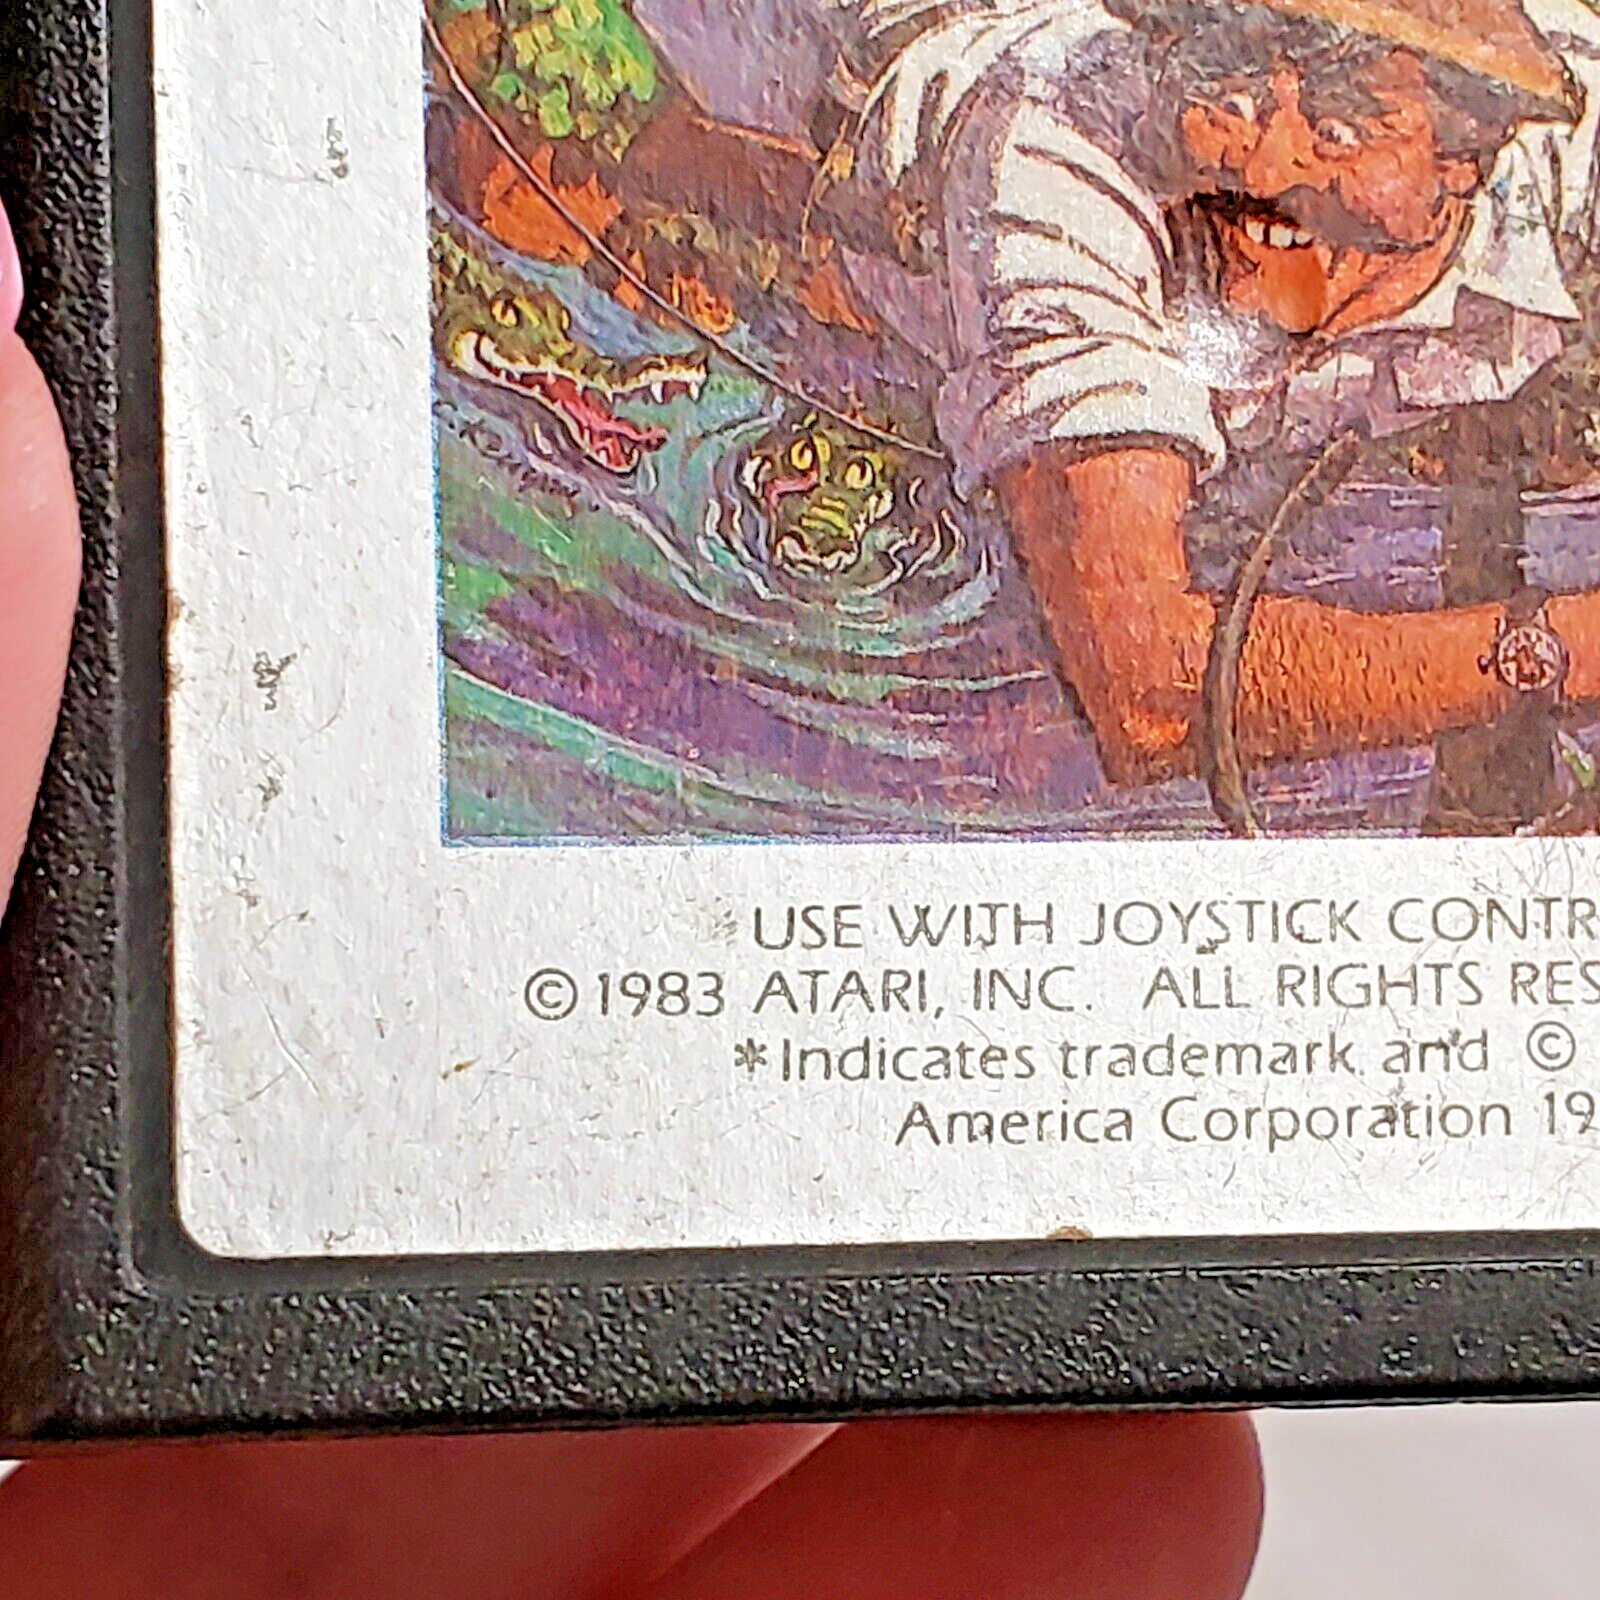 USE WITH JOYSTICK CONTR
© 1983 ATARI, INC. ALL RIGHTS RES
*Indicates trademark and ©
America Corporation 19